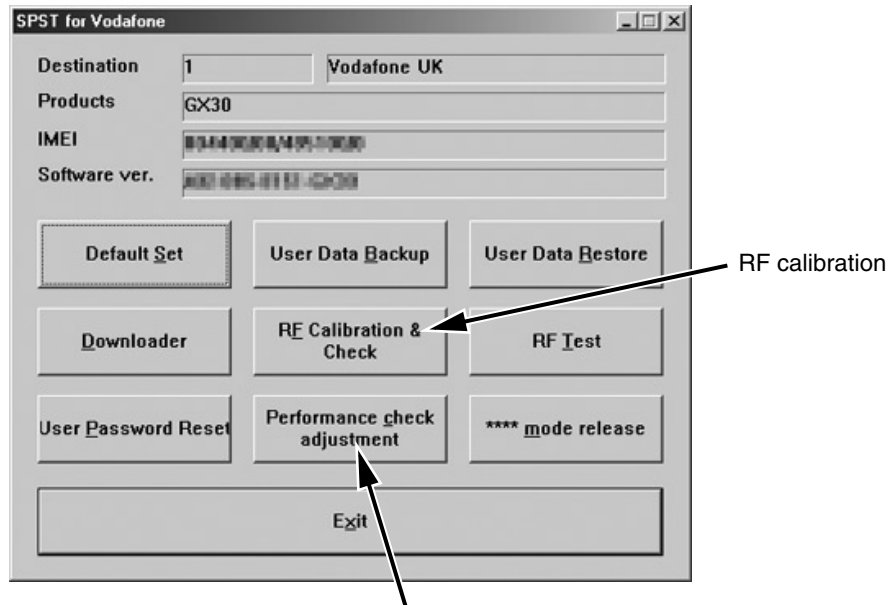 SPST for Vodafone
Destination 1 Vodafone UK
Products GX30
IMEI
Software ver.
Default Set User Data Backup User Data Restore
RF calibration
Downloader RF Calibration & Check RF Test
User Password Reset Performance check adjustment **** mode release
Exit